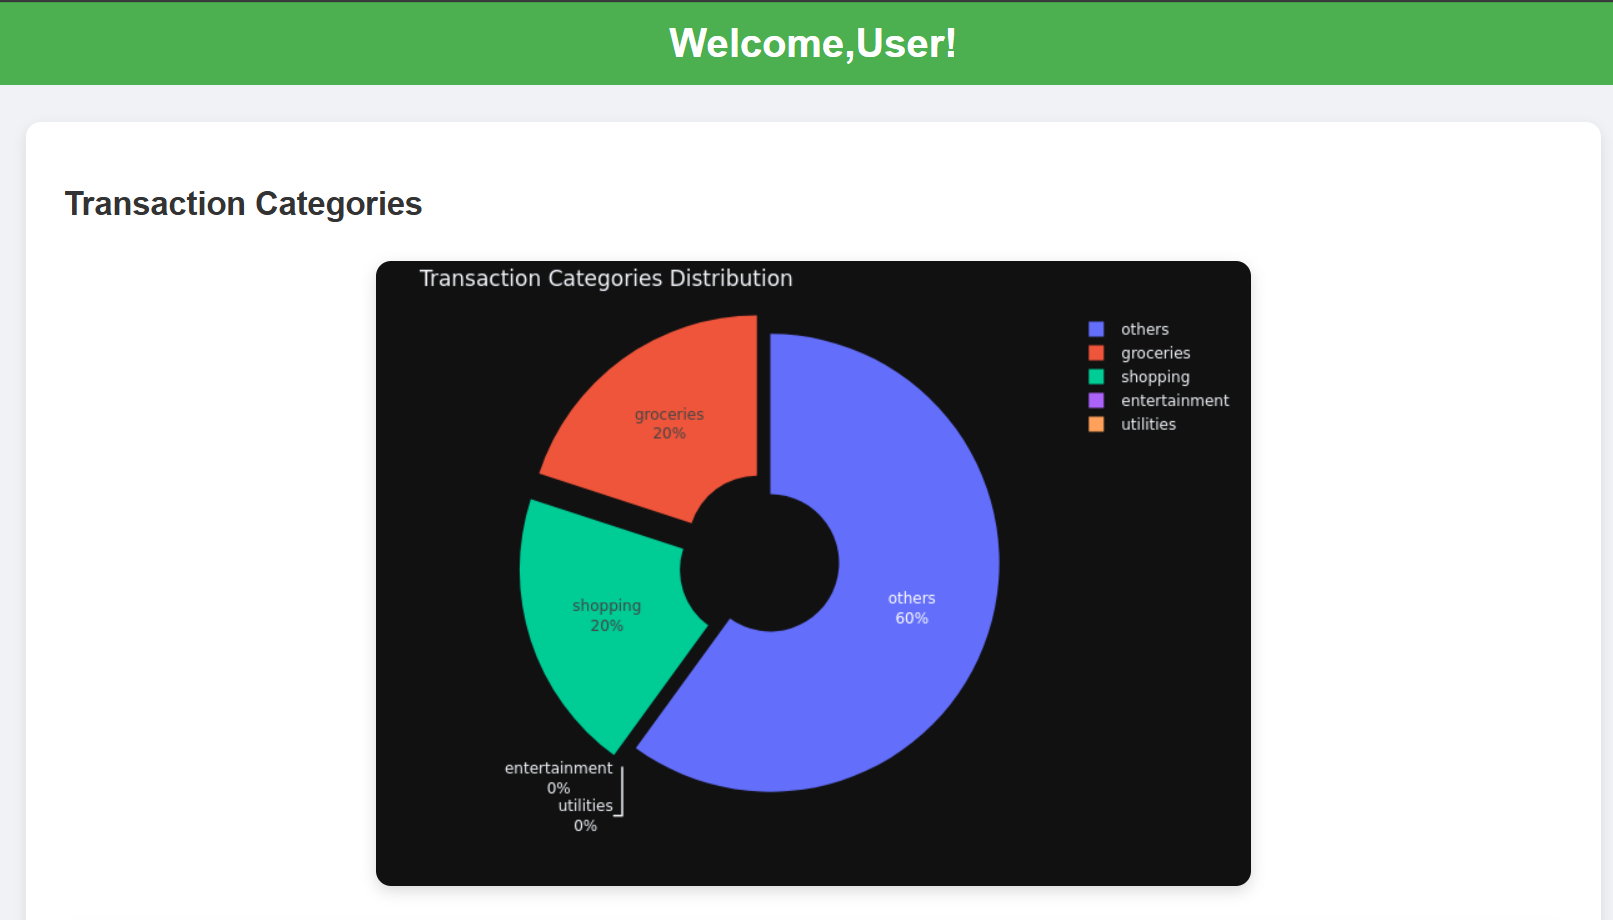 Welcome,User!
Transaction Categories
Transaction Categories Distribution
others
groceries
shopping
entertainment
utilities
groceries
20%
shopping
20%
others
60%
entertainment
0%
utilities
0%